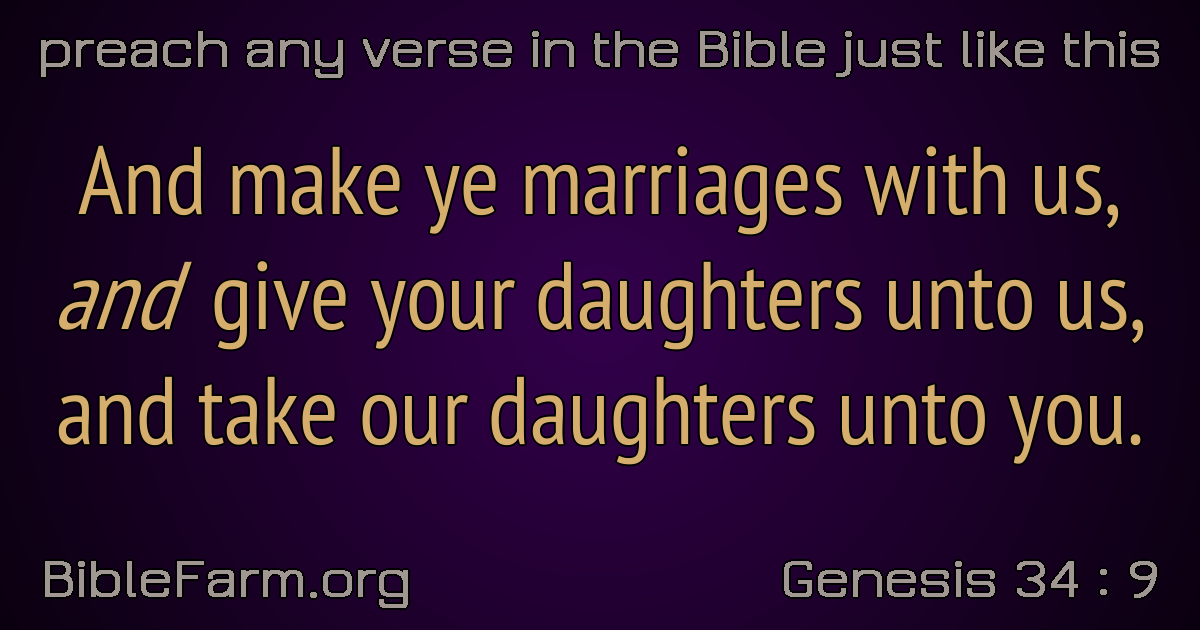 preach any verse in the Bible just like this
And make ye marriages with us,
and give your daughters unto us,
and take our daughters unto you.
BibleFarm.org
Genesis 34 : 9